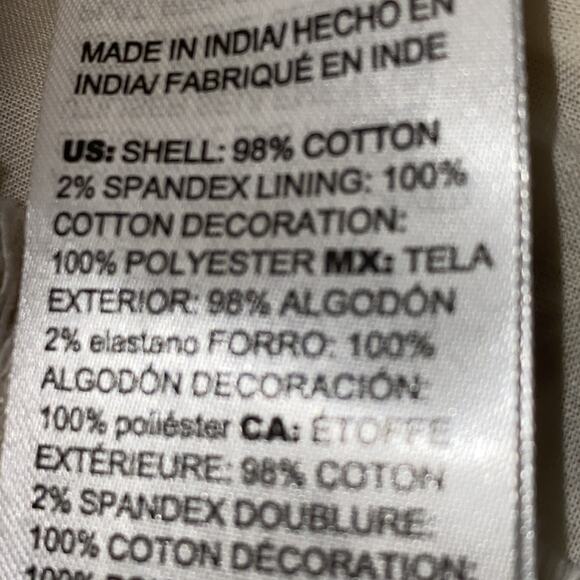 MADE IN INDIA/ HECHO EN
INDIA/ FABRIQUÉ EN INDE
US: SHELL: 98% COTTON
2% SPANDEX LINING: 100%
COTTON DECORATION:
100% POLYESTER MX: TELA
EXTERIOR: 98% ALGODÓN
2% elastano FORRO: 100%
ALGODÓN DECORACIÓN:
100% poliéster CA: ÉTOFFE
EXTÉRIEURE: 98% COTON
2% SPANDEX DOUBLURE:
100% COTON DÉCORATION:
100%